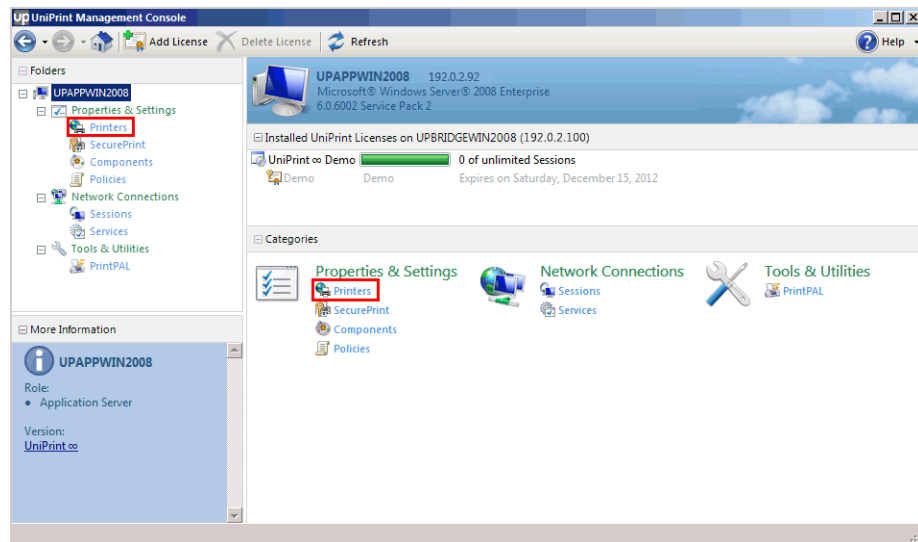 UP UniPrint Management Console
Add License Delete License Refresh Help
Folders
UPAPPWIN2008
Properties & Settings
Printers
SecurePrint
Components
Policies
Network Connections
Sessions
Services
Tools & Utilities
PrintPAL
More Information
UPAPPWIN2008
Role:
• Application Server
Version:
UniPrint ∞
UPAPPWIN2008 192.0.2.92
Microsoft® Windows Server® 2008 Enterprise
6.0.6002 Service Pack 2
Installed UniPrint Licenses on UPBRIDGEWIN2008 (192.0.2.100)
UniPrint ∞ Demo 0 of unlimited Sessions
Demo Demo Expires on Saturday, December 15, 2012
Categories
Properties & Settings
Printers
SecurePrint
Components
Policies
Network Connections
Sessions
Services
Tools & Utilities
PrintPAL